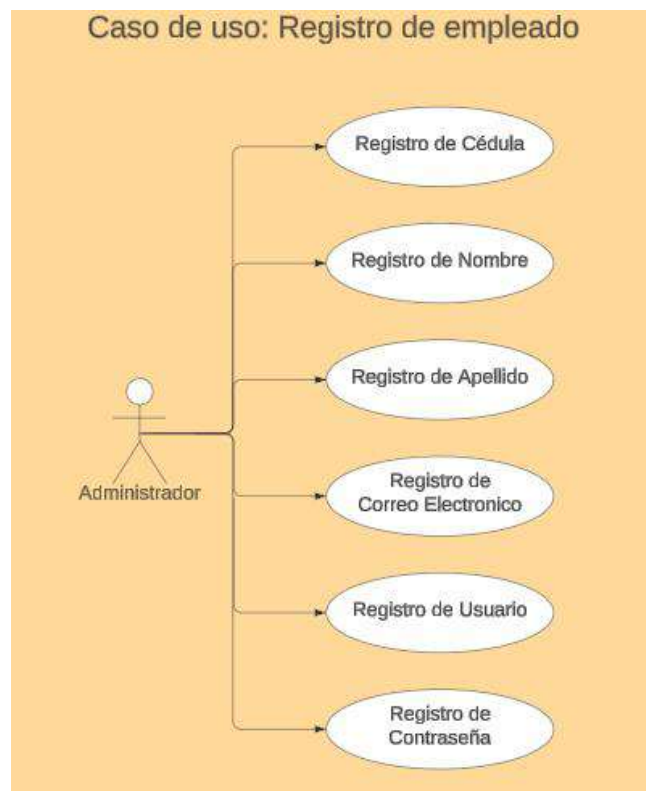 Caso de uso: Registro de empleado
Registro de Cédula
Registro de Nombre
Registro de Apellido
Administrador
Registro de
Correo Electronico
Registro de Usuario
Registro de
Contraseña